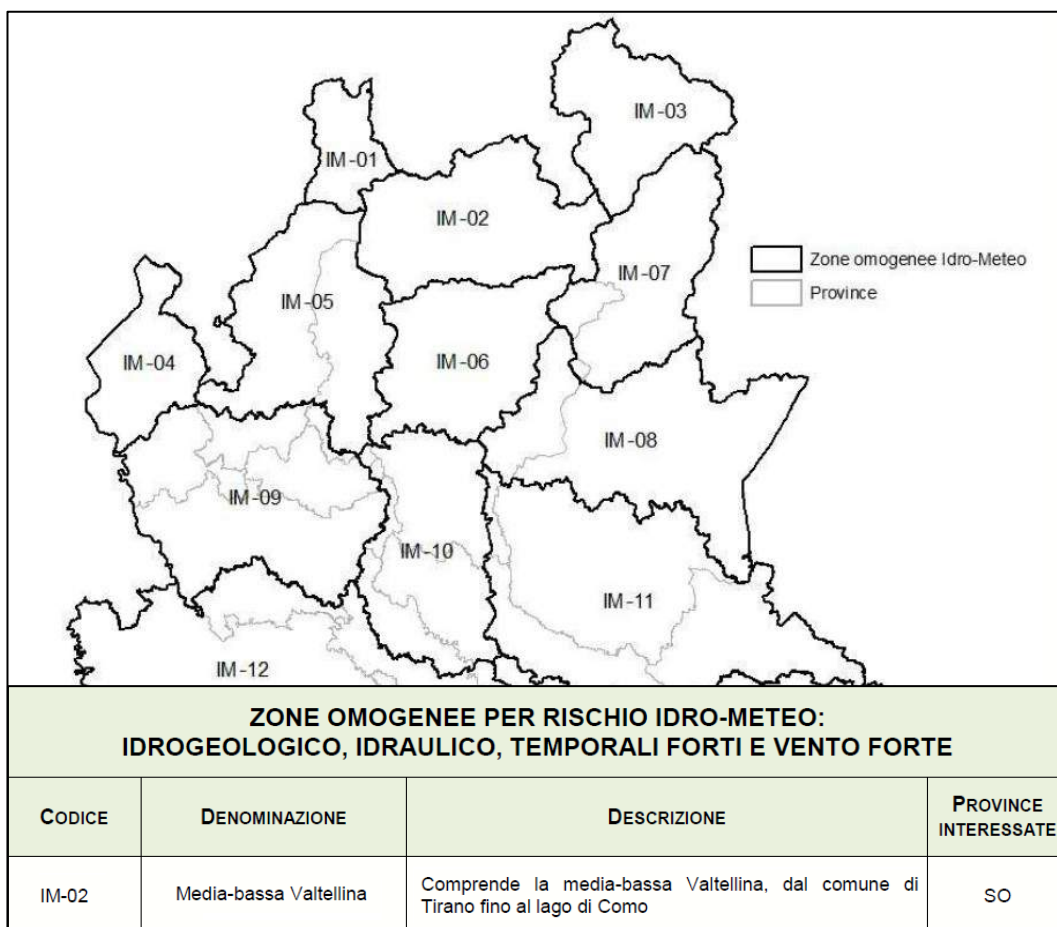 IM-03
IM-01
IM-02
IM-07
Zone omogenee Idro-Meteo
Province
IM-05
IM-04
IM-06
IM-08
IM-09
IM-10
IM-11
IM-12
ZONE OMOGENEE PER RISCHIO IDRO-METEO:
IDROGEOLOGICO, IDRAULICO, TEMPORALI FORTI E VENTO FORTE
CODICE
DENOMINAZIONE
DESCRIZIONE
PROVINCE
INTERESSATE
IM-02
Media-bassa Valtellina
Comprende la media-bassa Valtellina, dal comune di
Tirano fino al lago di Como
SO